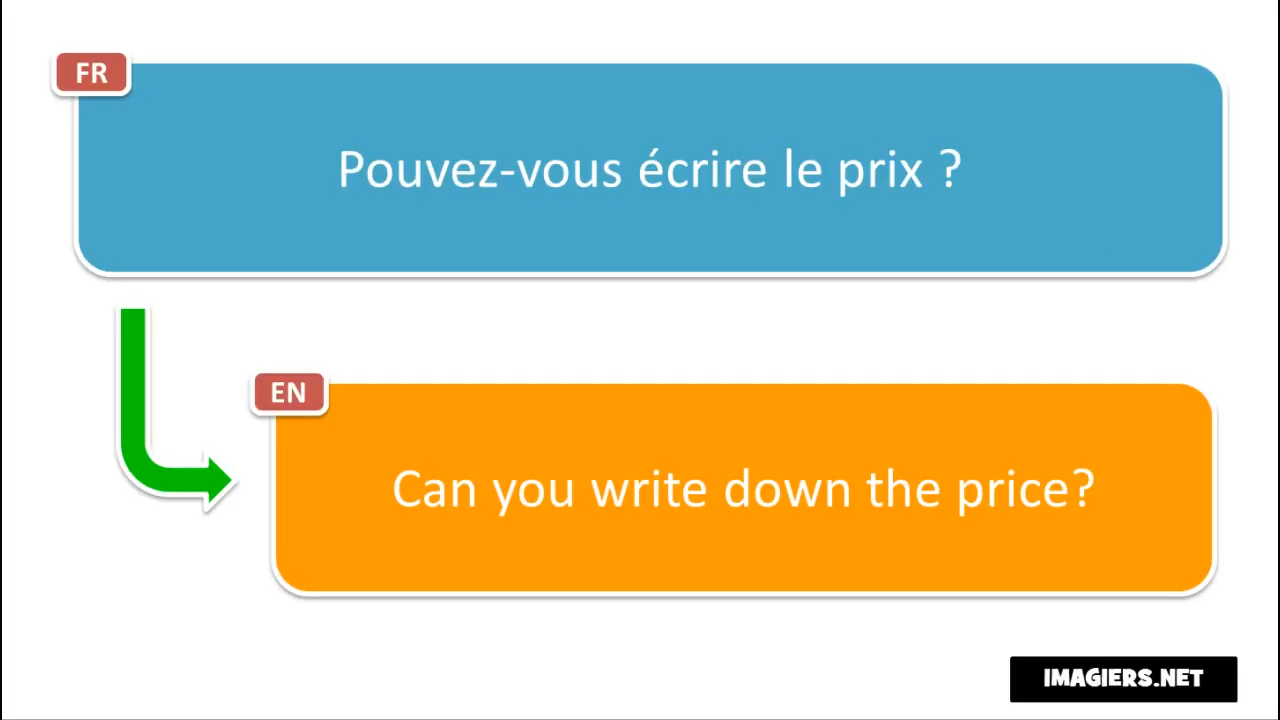 FR
Pouvez-vous écrire le prix ?
EN
Can you write down the price?
IMAGIERS.NET